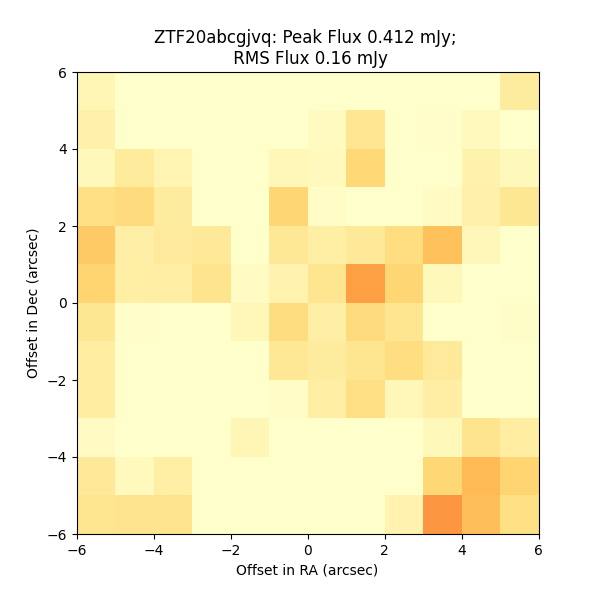 ZTF20abcgjvq: Peak Flux 0.412 mJy;
RMS Flux 0.16 mJy
6
4
2
0
−2
−4
−6
Offset in Dec (arcsec)
−6 −4 −2 0 2 4 6
Offset in RA (arcsec)